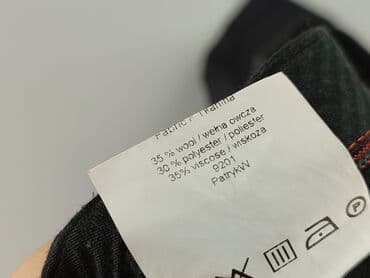 Fabric / Tkanina
35 % wool / wełna owcza
30 % polyester / poliester
35% viscose / wiskoza
9201
PatrykW
P